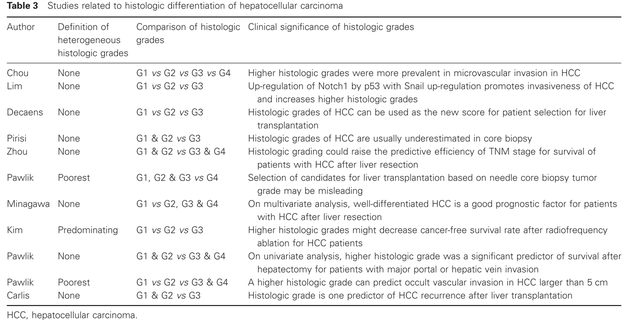 Table 3 Studies related to histologic differentiation of hepatocellular carcinoma
Author Definition of heterogeneous histologic grades Comparison of histologic grades Clinical significance of histologic grades
Chou None G1 vs G2 vs G3 vs G4 Higher histologic grades were more prevalent in microvascular invasion in HCC
Lim None G1 vs G2 vs G3 Up-regulation of Notch1 by p53 with Snail up-regulation promotes invasiveness of HCC
and increases higher histologic grades
Decaens None G1 vs G2 vs G3 Histologic grades of HCC can be used as the new score for patient selection for liver
transplantation
Pirisi None G1 & G2 vs G3 Histologic grades of HCC are usually underestimated in core biopsy
Zhou None G1 & G2 vs G3 & G4 Histologic grading could raise the predictive efficiency of TNM stage for survival of
patients with HCC after liver resection
Pawlik Poorest G1, G2 & G3 vs G4 Selection of candidates for liver transplantation based on needle core biopsy tumor
grade may be misleading
Minagawa None G1 vs G2, G3 & G4 On multivariate analysis, well-differentiated HCC is a good prognostic factor for patients
with HCC after liver resection
Kim Predominating G1 vs G2 vs G3 Higher histologic grades might decrease cancer-free survival rate after radiofrequency
ablation for HCC patients
Pawlik None G1 & G2 vs G3 & G4 On univariate analysis, higher histologic grade was a significant predictor of survival after
hepatectomy for patients with major portal or hepatic vein invasion
Pawlik Poorest G1 vs G2 vs G3 & G4 A higher histologic grade can predict occult vascular invasion in HCC larger than 5 cm
Carlis None G1 & G2 vs G3 Histologic grade is one predictor of HCC recurrence after liver transplantation
HCC, hepatocellular carcinoma.